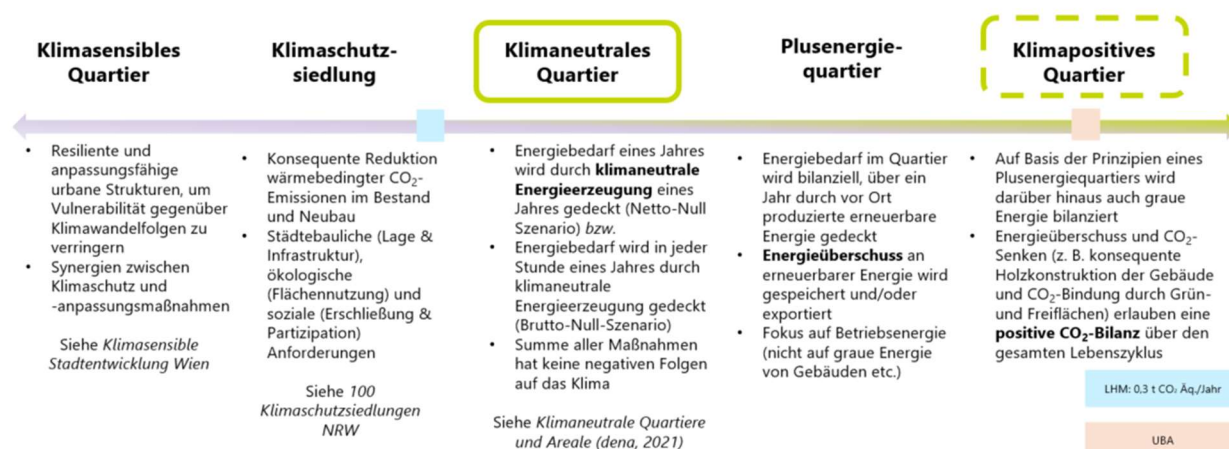 Klimasensibles
Quartier
Klimaschutz-
siedlung
Klimaneutrales
Quartier
Plusenergie-
quartier
Klimapositives
Quartier
• Resiliente und
anpassungsfähige
urbane Strukturen, um
Vulnerabilität gegenüber
Klimawandelfolgen zu
verringern
• Synergien zwischen
Klimaschutz und
-anpassungsmaßnahmen
Siehe Klimasensible
Stadtentwicklung Wien
• Konsequente Reduktion
wärmebedingter CO₂-
Emissionen im Bestand
und Neubau
• Städtebauliche (Lage &
Infrastruktur),
ökologische
(Flächennutzung) und
soziale (Erschließung &
Partizipation)
Anforderungen
Siehe 100
Klimaschutzsiedlungen
NRW
• Energiebedarf eines Jahres
wird durch klimaneutrale
Energieerzeugung eines
Jahres gedeckt (Netto-Null
Szenario) bzw.
• Energiebedarf wird in jeder
Stunde eines Jahres durch
klimaneutrale
Energieerzeugung gedeckt
(Brutto-Null-Szenario)
• Summe aller Maßnahmen
hat keine negativen Folgen
auf das Klima
Siehe Klimaneutrale Quartiere
und Areale (dena, 2021)
• Energiebedarf im Quartier
wird bilanziell, über ein
Jahr durch vor Ort
produzierte erneuerbare
Energie gedeckt
• Energieüberschuss an
erneuerbarer Energie wird
gespeichert und/oder
exportiert
• Fokus auf Betriebsenergie
(nicht auf graue Energie
von Gebäuden etc.)
• Auf Basis der Prinzipien eines
Plusenergiequartiers wird
darüber hinaus auch graue
Energie bilanziert
• Energieüberschuss und CO₂-
Senken (z. B. konsequente
Holzkonstruktion der Gebäude
und CO₂-Bindung durch Grün-
und Freiflächen) erlauben eine
positive CO₂-Bilanz über den
gesamten Lebenszyklus
LHM: 0,3 t CO₂ Äq./Jahr
UBA